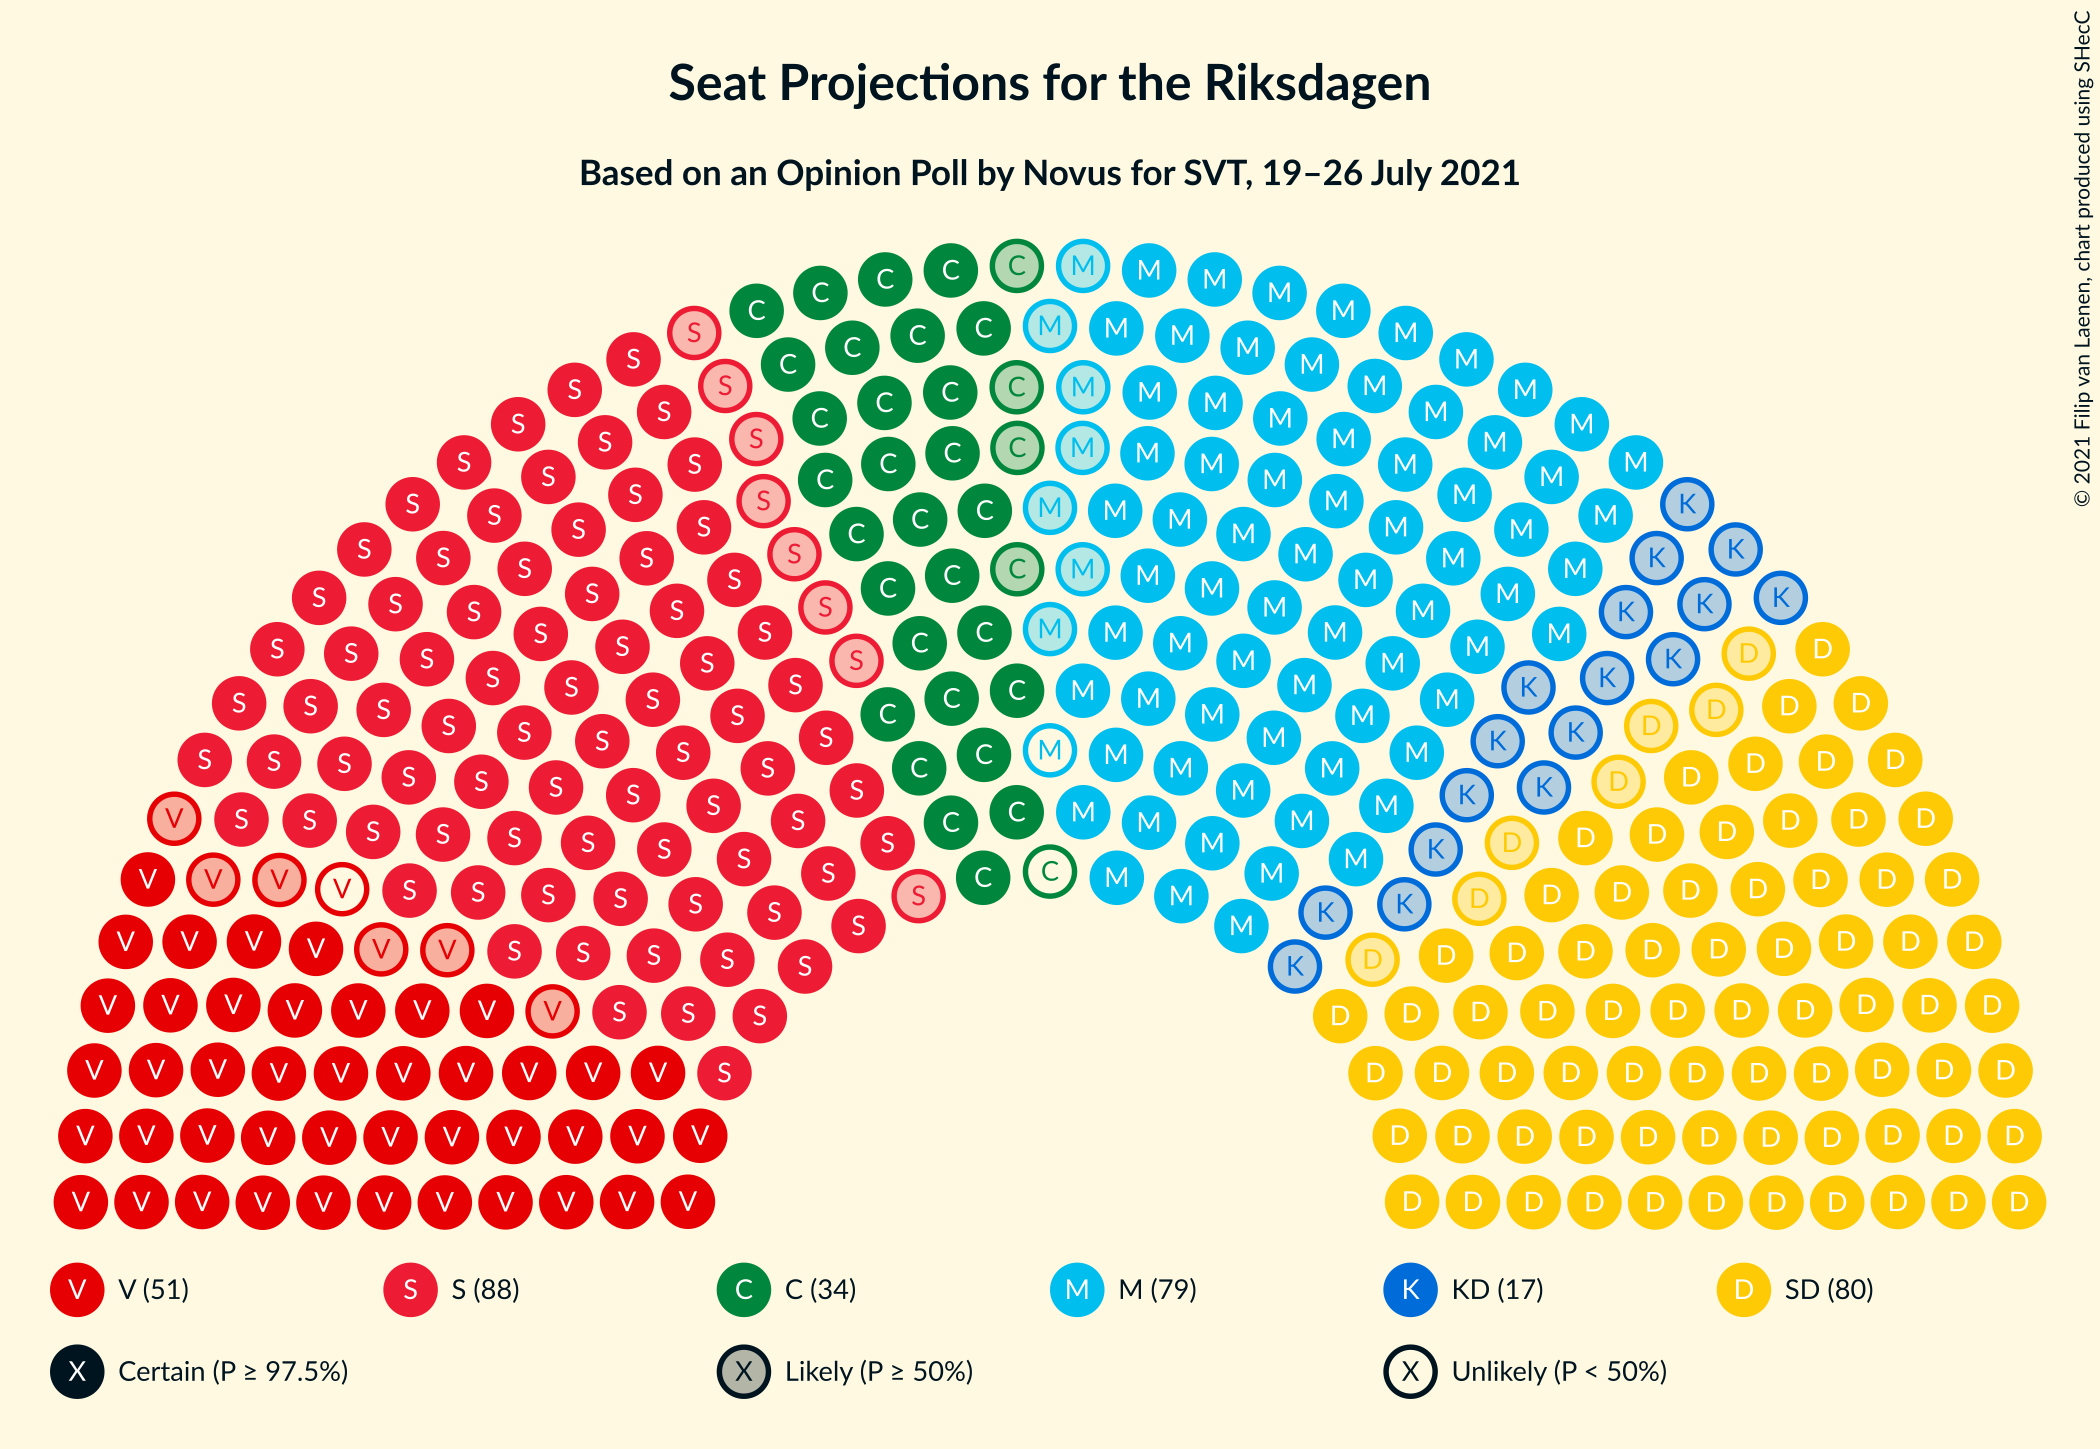 Seat Projections for the Riksdagen
Based on an Opinion Poll by Novus for SVT, 19–26 July 2021
© 2021 Filip van Laenen, chart produced using SHecC
V V (51)
S S (88)
C C (34)
M M (79)
K KD (17)
D SD (80)
X Certain (P ≥ 97.5%)
X Likely (P ≥ 50%)
X Unlikely (P < 50%)